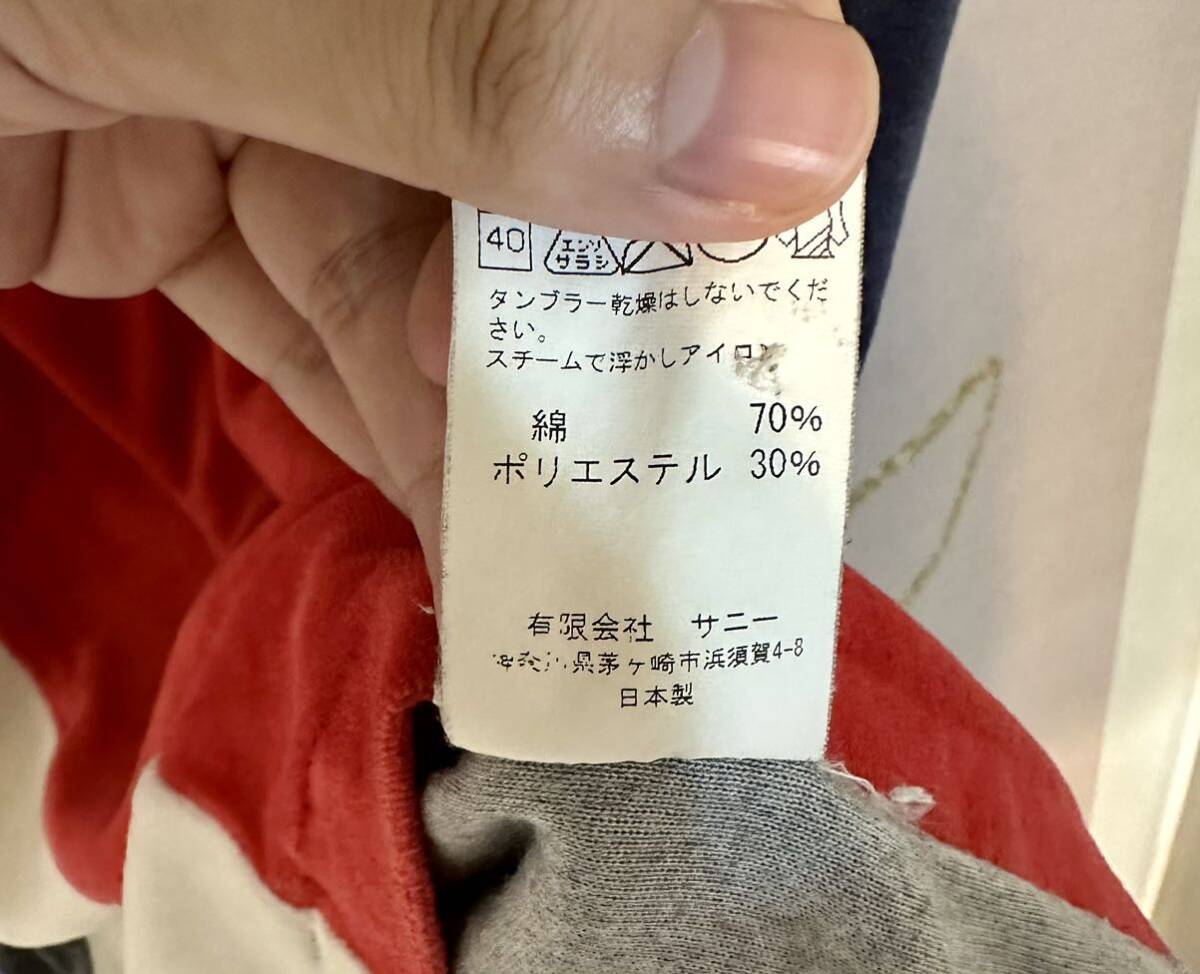 40 エンソ サラシ
タンブラー乾燥はしないでくだ
さい。
スチームで浮かしアイロン
綿 70%
ポリエステル 30%
有限会社 サニー
神奈川県茅ヶ崎市浜須賀4-8
日本製